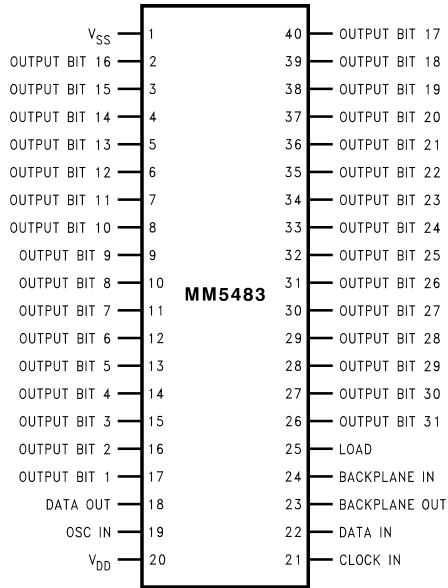 VSS 1 40 OUTPUT BIT 17
OUTPUT BIT 16 2 39 OUTPUT BIT 18
OUTPUT BIT 15 3 38 OUTPUT BIT 19
OUTPUT BIT 14 4 37 OUTPUT BIT 20
OUTPUT BIT 13 5 36 OUTPUT BIT 21
OUTPUT BIT 12 6 35 OUTPUT BIT 22
OUTPUT BIT 11 7 34 OUTPUT BIT 23
OUTPUT BIT 10 8 33 OUTPUT BIT 24
OUTPUT BIT 9 9 32 OUTPUT BIT 25
OUTPUT BIT 8 10 31 OUTPUT BIT 26
MM5483
OUTPUT BIT 7 11 30 OUTPUT BIT 27
OUTPUT BIT 6 12 29 OUTPUT BIT 28
OUTPUT BIT 5 13 28 OUTPUT BIT 29
OUTPUT BIT 4 14 27 OUTPUT BIT 30
OUTPUT BIT 3 15 26 OUTPUT BIT 31
OUTPUT BIT 2 16 25 LOAD
OUTPUT BIT 1 17 24 BACKPLANE IN
DATA OUT 18 23 BACKPLANE OUT
OSC IN 19 22 DATA IN
VDD 20 21 CLOCK IN